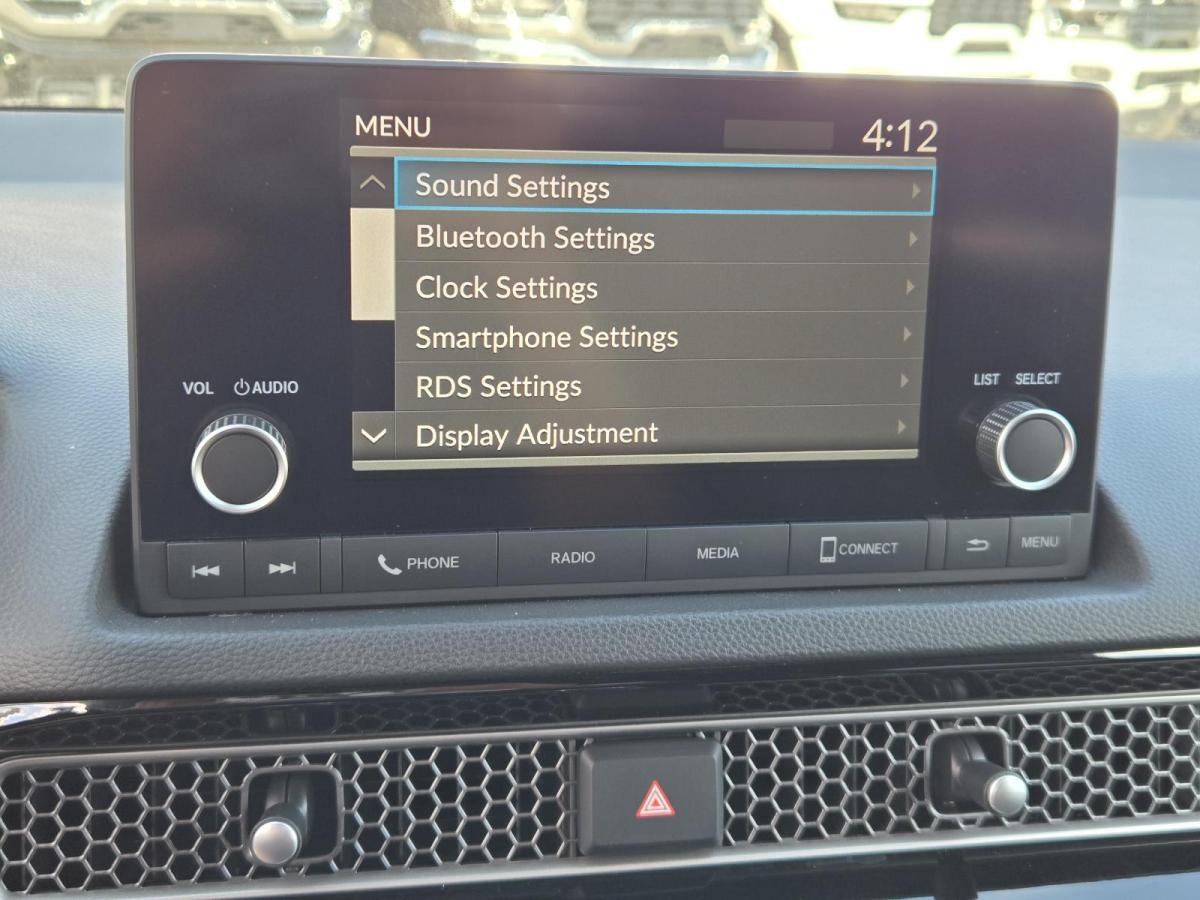 MENU
4:12
Sound Settings
Bluetooth Settings
Clock Settings
Smartphone Settings
RDS Settings
Display Adjustment
VOL AUDIO
LIST SELECT
PHONE
RADIO
MEDIA
CONNECT
MENU